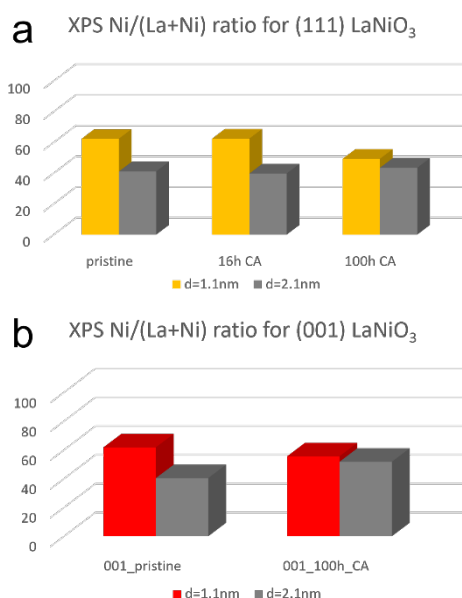 a
XPS Ni/(La+Ni) ratio for (111) LaNiO₃
100
80
60
40
20
0
pristine 16h CA 100h CA
d=1.1nm d=2.1nm
b
XPS Ni/(La+Ni) ratio for (001) LaNiO₃
100
80
60
40
20
0
001_pristine 001_100h_CA
d=1.1nm d=2.1nm